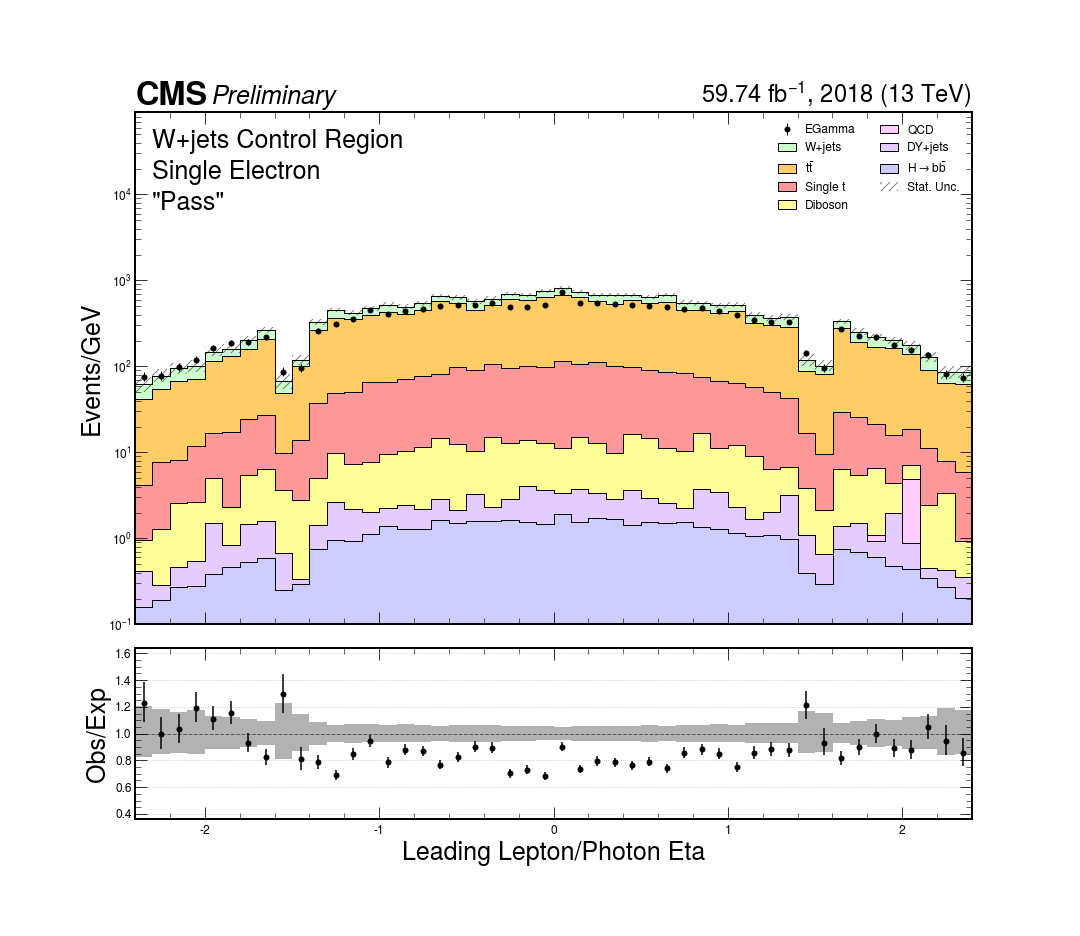 CMS Preliminary
59.74 fb⁻¹, 2018 (13 TeV)
W+jets Control Region
Single Electron
"Pass"
EGamma
W+jets
tt̄
Single t
Diboson
QCD
DY+jets
H→bb̄
Stat. Unc.
Events/GeV
10⁴
10³
10²
10¹
10⁰
10⁻¹
Obs/Exp
1.6
1.4
1.2
1.0
0.8
0.6
0.4
-2 -1 0 1 2
Leading Lepton/Photon Eta